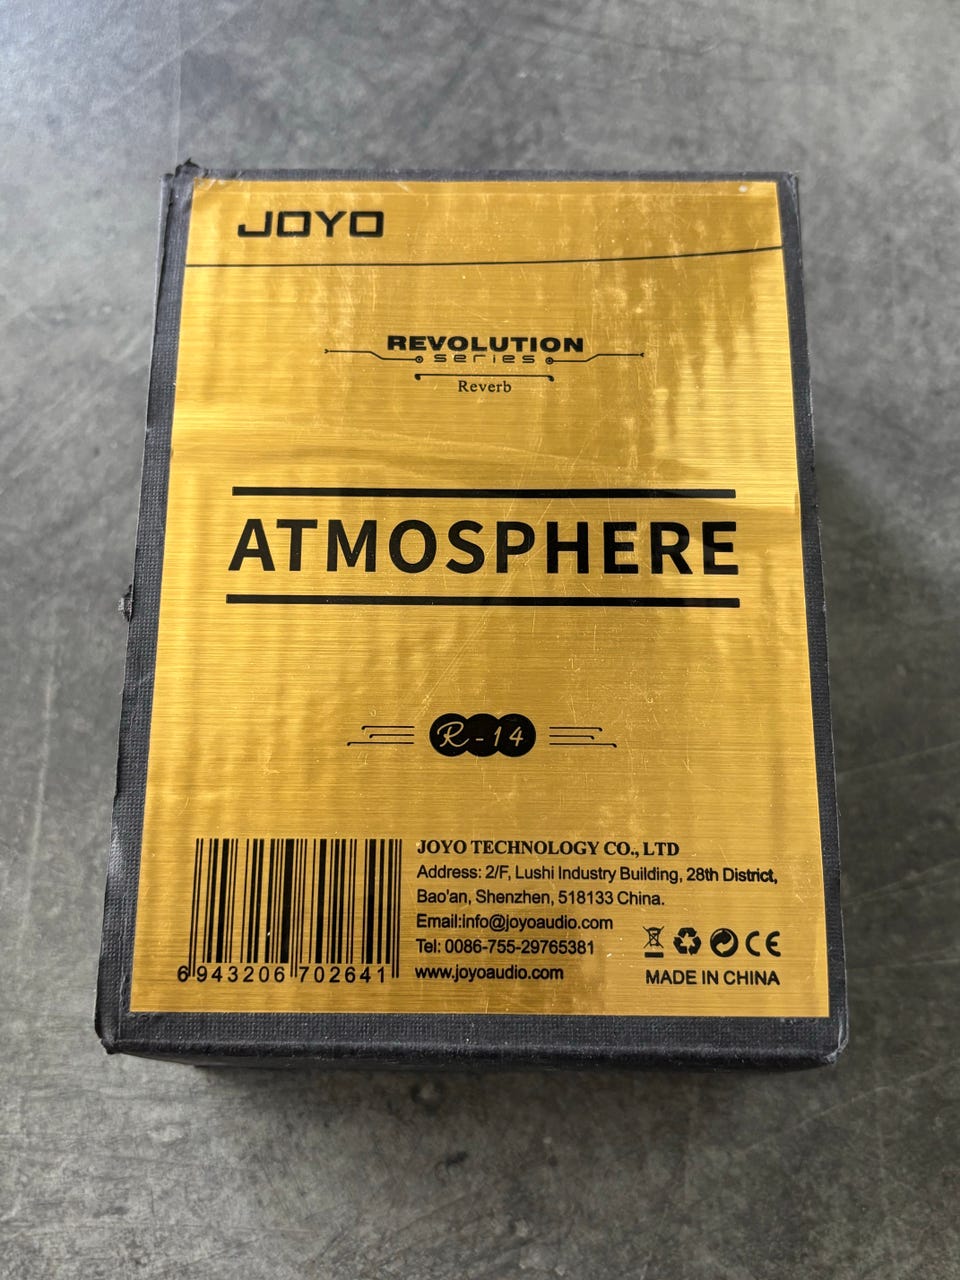 JOYO
REVOLUTION
series
Reverb
ATMOSPHERE
R-14
JOYO TECHNOLOGY CO., LTD
Address: 2/F, Lushi Industry Building, 28th District,
Bao'an, Shenzhen, 518133 China.
Email:info@joyoaudio.com
Tel: 0086-755-29765381
www.joyoaudio.com
6 943206 702641
CE
MADE IN CHINA